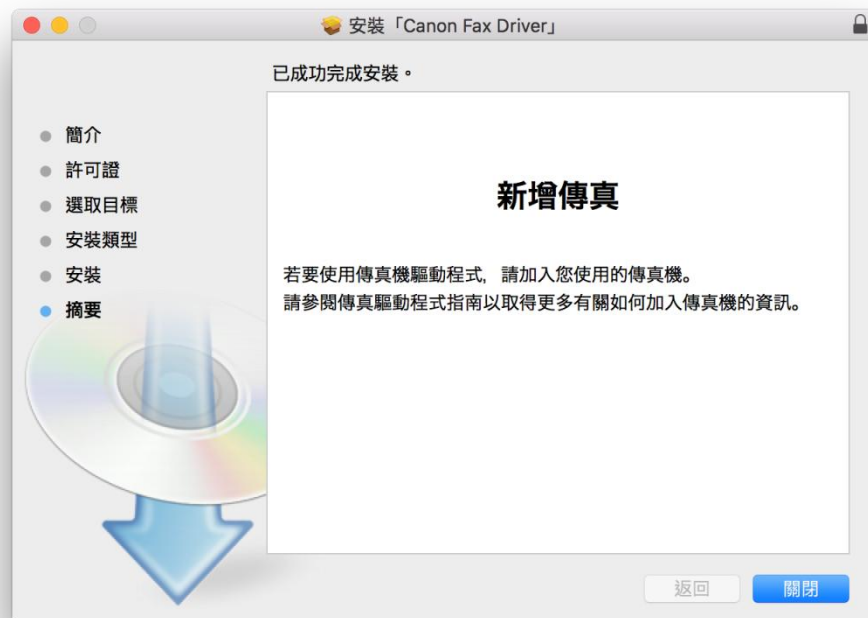 安裝「Canon Fax Driver」
已成功完成安裝。
簡介
許可證
選取目標
安裝類型
安裝
摘要
新增傳真
若要使用傳真機驅動程式，請加入您使用的傳真機。
請參閱傳真驅動程式指南以取得更多有關如何加入傳真機的資訊。
返回
關閉